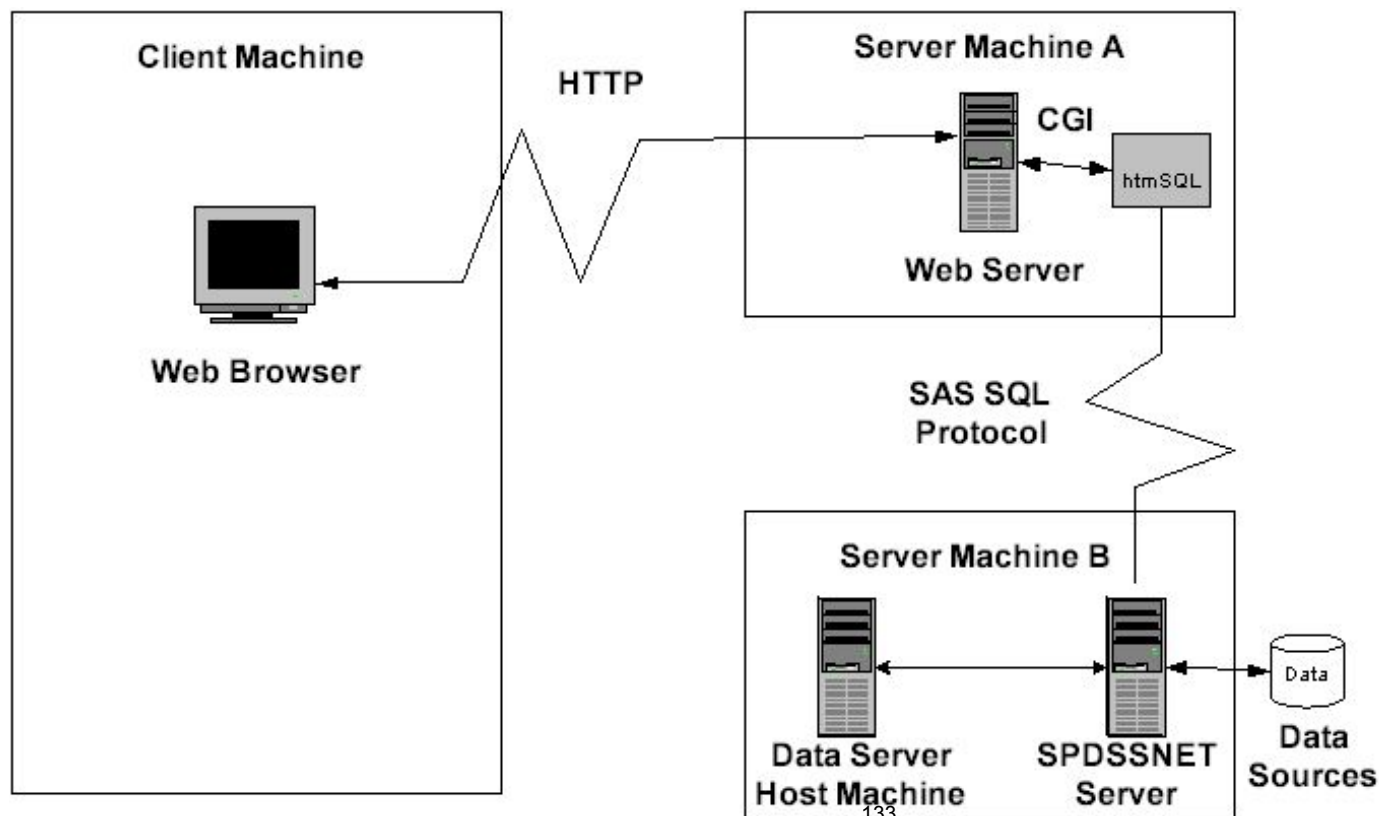 Client Machine
HTTP
Web Browser
Server Machine A
CGI
htmSQL
Web Server
SAS SQL
Protocol
Server Machine B
Data Server
Host Machine
SPDSSNET
Server
Data
Data
Sources
133